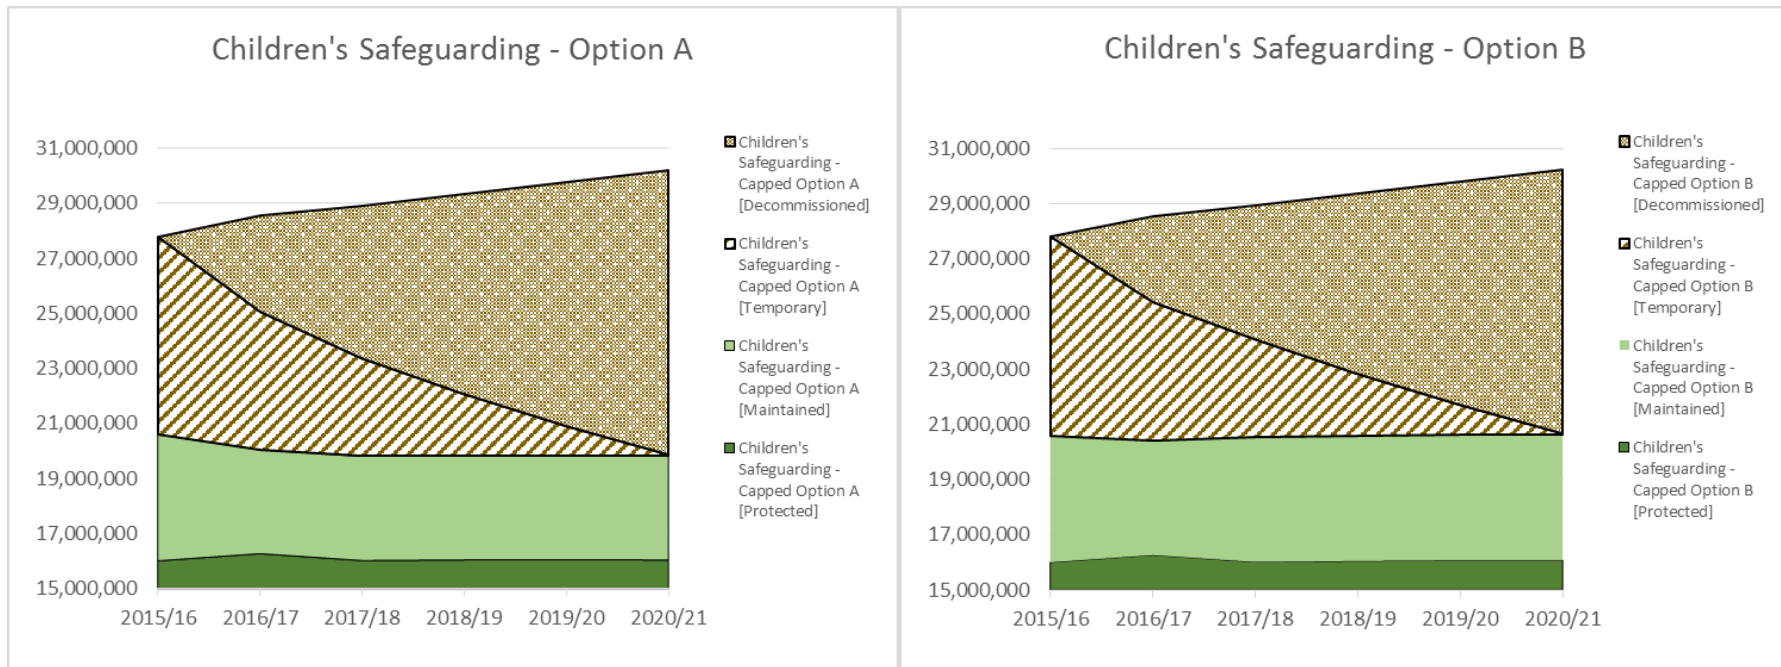 Children's Safeguarding - Option A
31,000,000
29,000,000
27,000,000
25,000,000
23,000,000
21,000,000
19,000,000
17,000,000
15,000,000
2015/16 2016/17 2017/18 2018/19 2019/20 2020/21
Children's
Safeguarding -
Capped Option A
[Decommissioned]
Children's
Safeguarding -
Capped Option A
[Temporary]
Children's
Safeguarding -
Capped Option A
[Maintained]
Children's
Safeguarding -
Capped Option A
[Protected]
Children's Safeguarding - Option B
31,000,000
29,000,000
27,000,000
25,000,000
23,000,000
21,000,000
19,000,000
17,000,000
15,000,000
2015/16 2016/17 2017/18 2018/19 2019/20 2020/21
Children's
Safeguarding -
Capped Option B
[Decommissioned]
Children's
Safeguarding -
Capped Option B
[Temporary]
Children's
Safeguarding -
Capped Option B
[Maintained]
Children's
Safeguarding -
Capped Option B
[Protected]